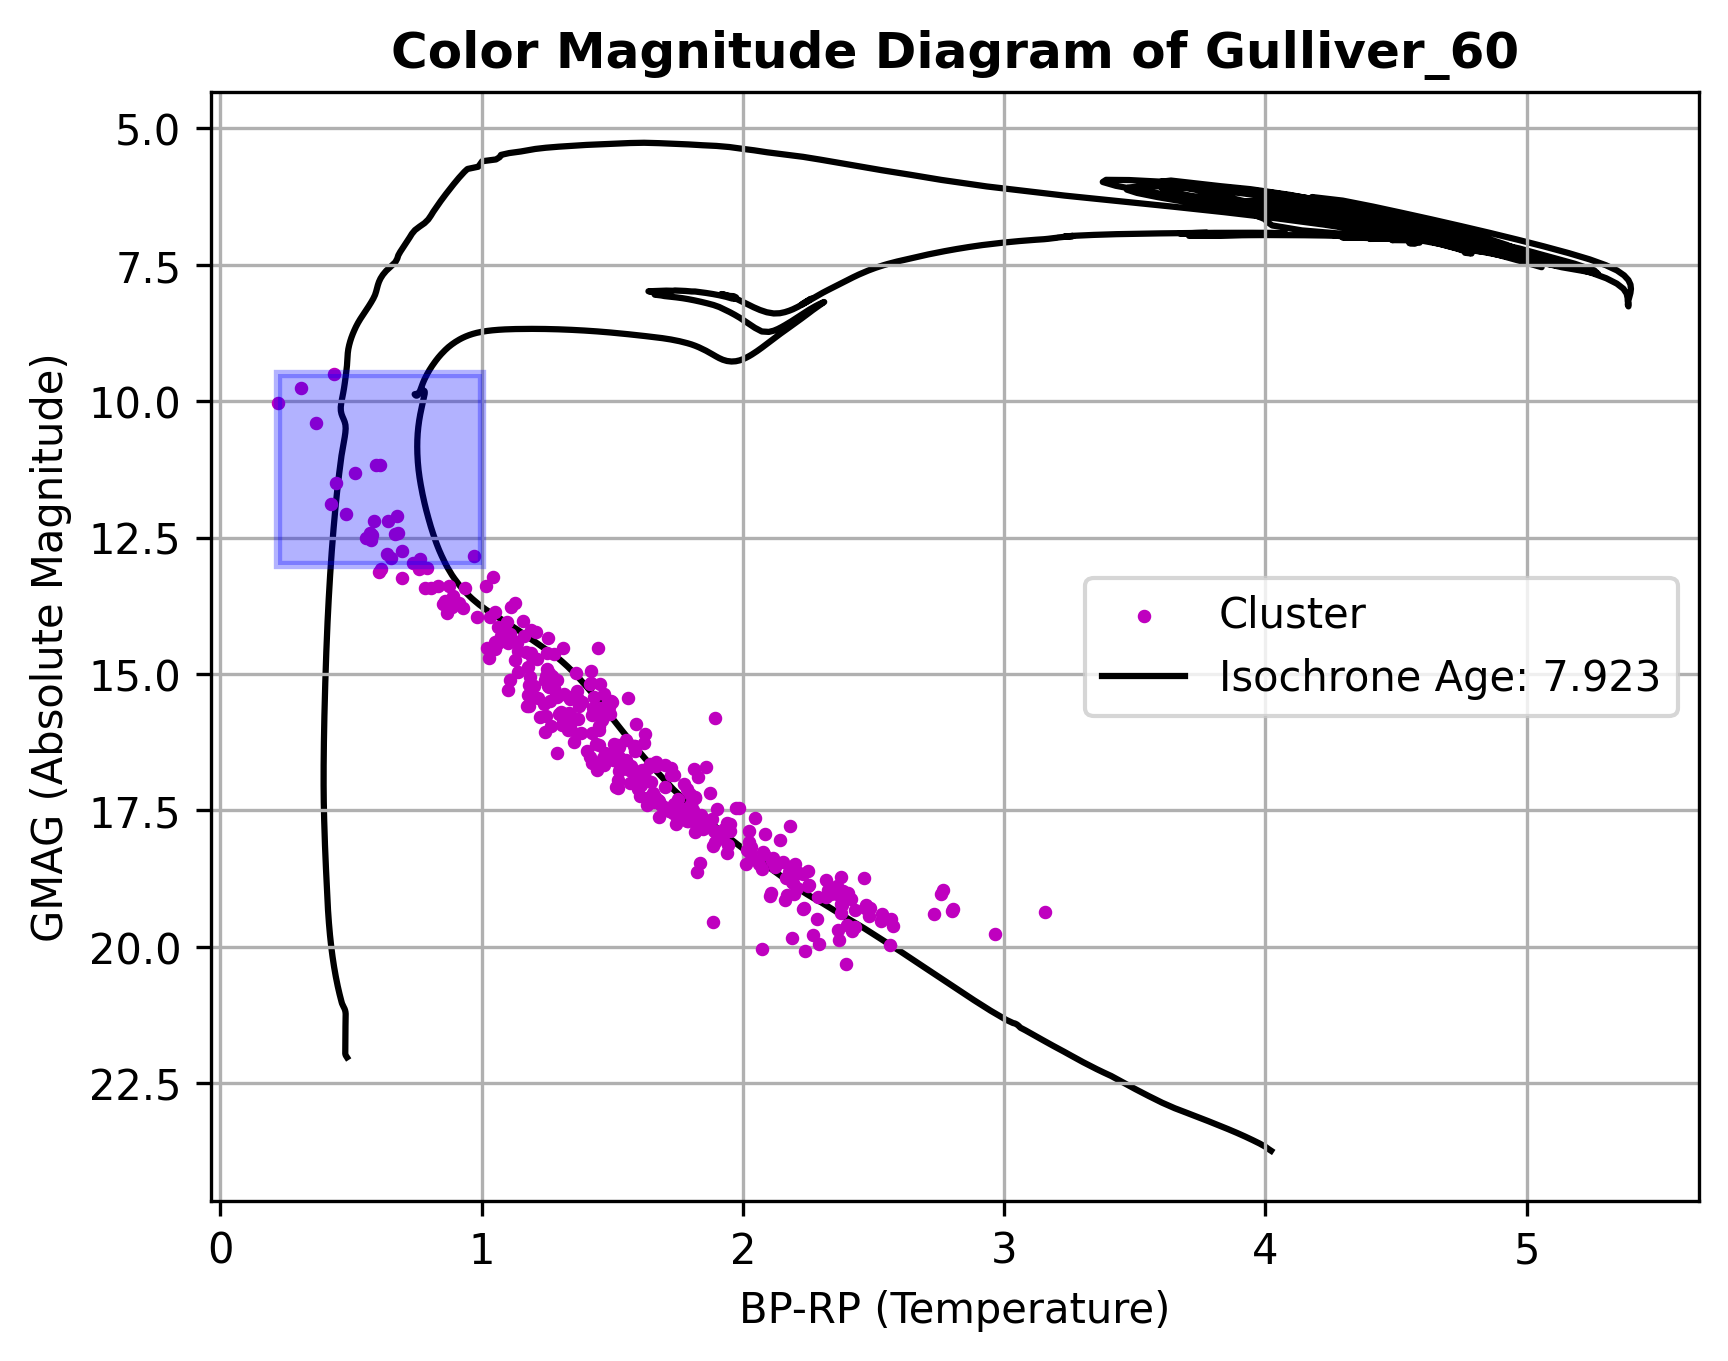 Color Magnitude Diagram of Gulliver_60
GMAG (Absolute Magnitude)
5.0
7.5
10.0
12.5
15.0
17.5
20.0
22.5
Cluster
Isochrone Age: 7.923
0 1 2 3 4 5
BP-RP (Temperature)